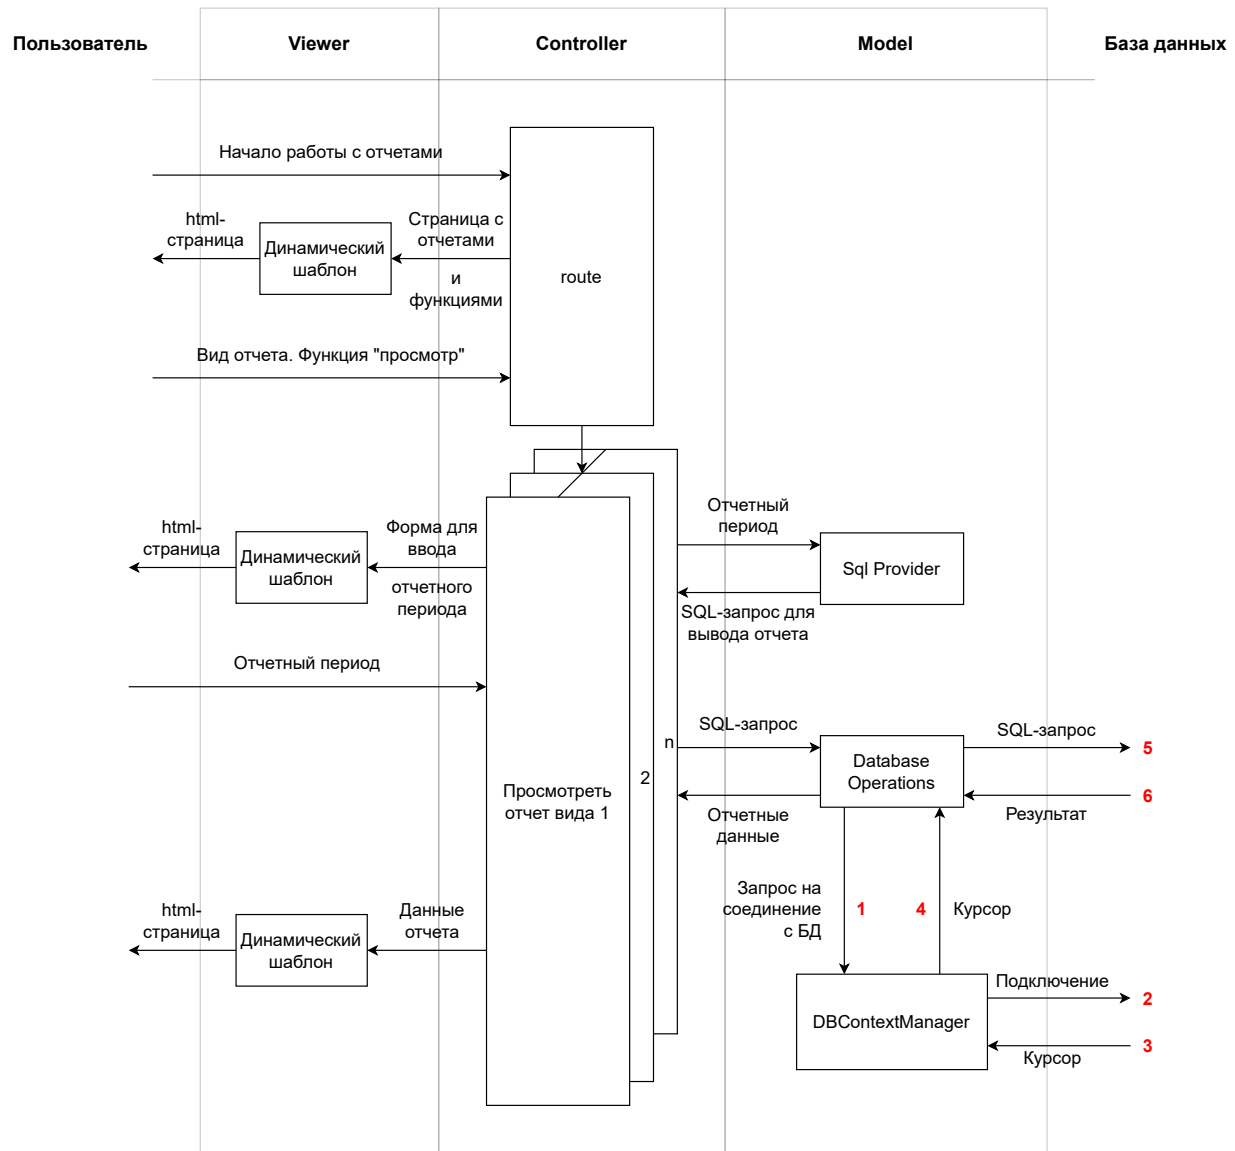 Пользователь
Viewer
Controller
Model
База данных
Начало работы с отчетами
html-
страница
Динамический
шаблон
Страница с
отчетами
и
функциями
route
Вид отчета. Функция "просмотр"
html-
страница
Динамический
шаблон
Форма для
ввода
отчетного
периода
Отчетный
период
Sql Provider
SQL-запрос для
вывода отчета
Отчетный период
Просмотреть
отчет вида 1
2
n
SQL-запрос
Database
Operations
SQL-запрос
5
6
Результат
Отчетные
данные
Запрос на
соединение
с БД
1
4
Курсор
html-
страница
Динамический
шаблон
Данные
отчета
DBContextManager
Подключение
2
3
Курсор